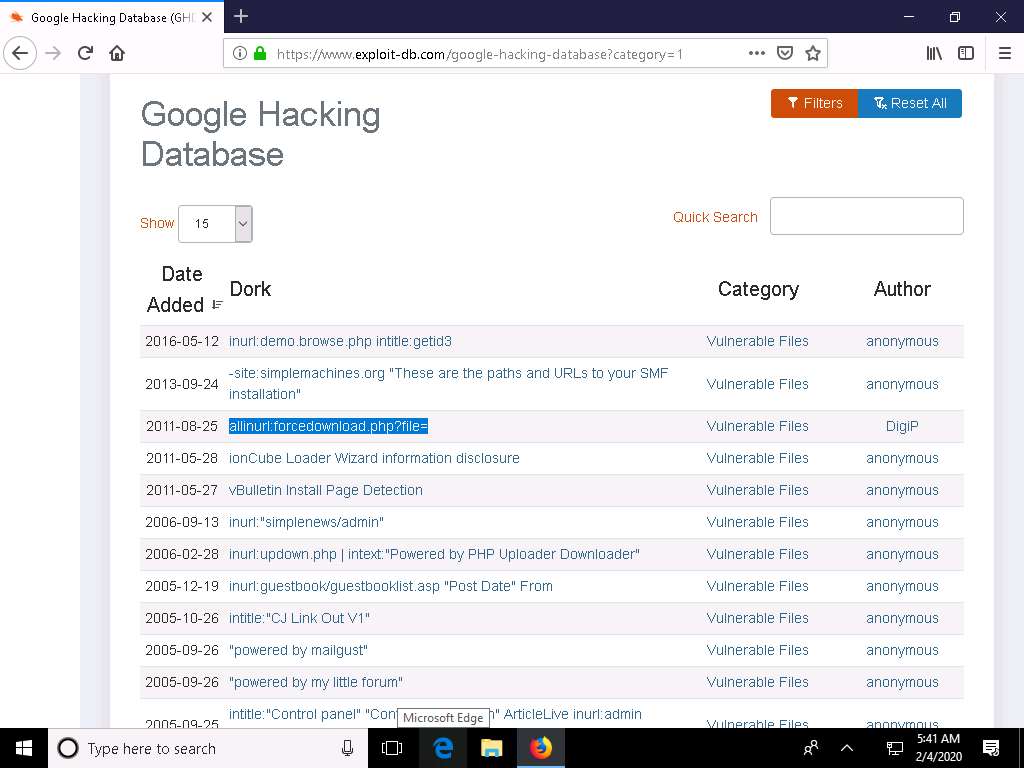 Google Hacking Database (GHD
https://www.exploit-db.com/google-hacking-database?category=1
Google Hacking
Database
Filters
Reset All
Show 15
Quick Search
Date Added Dork Category Author
2016-05-12 inurl:demo.browse.php intitle:getid3 Vulnerable Files anonymous
2013-09-24 -site:simplemachines.org "These are the paths and URLs to your SMF installation" Vulnerable Files anonymous
2011-08-25 allinurl:forcedownload.php?file= Vulnerable Files DigiP
2011-05-28 ionCube Loader Wizard information disclosure Vulnerable Files anonymous
2011-05-27 vBulletin Install Page Detection Vulnerable Files anonymous
2006-09-13 inurl:"simplenews/admin" Vulnerable Files anonymous
2006-02-28 inurl:updown.php | intext:"Powered by PHP Uploader Downloader" Vulnerable Files anonymous
2005-12-19 inurl:guestbook/guestbooklist.asp "Post Date" From Vulnerable Files anonymous
2005-10-26 intitle:"CJ Link Out V1" Vulnerable Files anonymous
2005-09-26 "powered by mailgust" Vulnerable Files anonymous
2005-09-26 "powered by my little forum" Vulnerable Files anonymous
2005-09-25 intitle:"Control panel" ArticleLive inurl:admin Vulnerable Files anonymous
Microsoft Edge
Type here to search
5:41 AM
2/4/2020